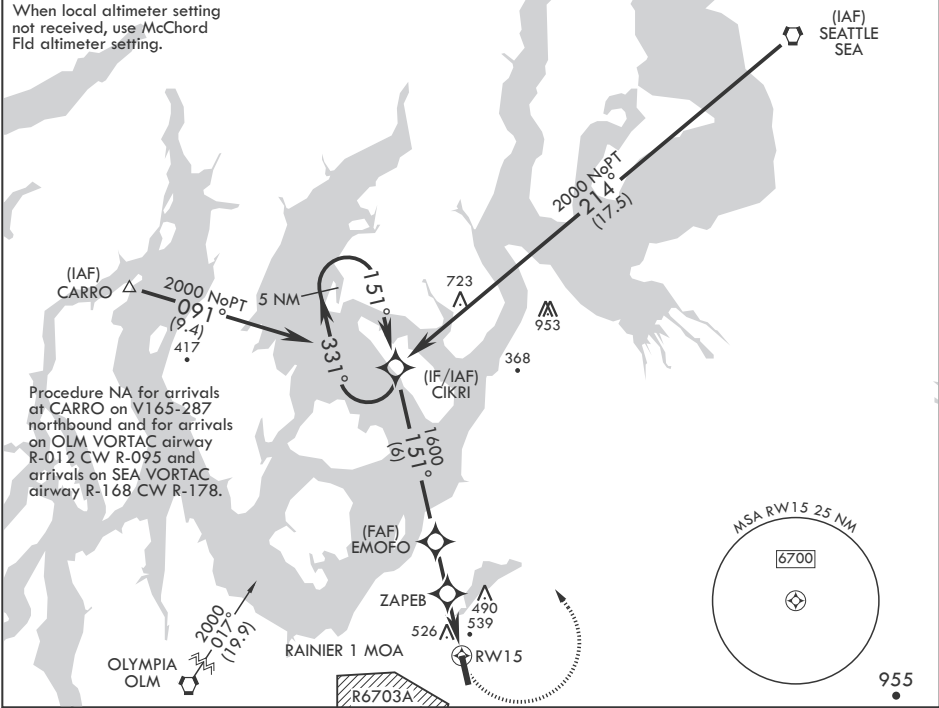 When local altimeter setting
not received, use McChord
Fld altimeter setting.
(IAF)
SEATTLE
SEA
2000 NoPT
214°
(17.5)
(IAF)
CARRO
2000 NoPT
091°
(9.4)
417
5 NM
151°
331°
723
953
368
(IF/IAF)
CIKRI
Procedure NA for arrivals
at CARRO on V165-287
northbound and for arrivals
on OLM VORTAC airway
R-012 CW R-095 and
arrivals on SEA VORTAC
airway R-168 CW R-178.
1600
151°
(6)
(FAF)
EMOFO
ZAPEB
490
539
526
RW15
RAINIER 1 MOA
R6703A
2000
017°
(19.9)
OLYMPIA
OLM
MSA RW15 25 NM
6700
955